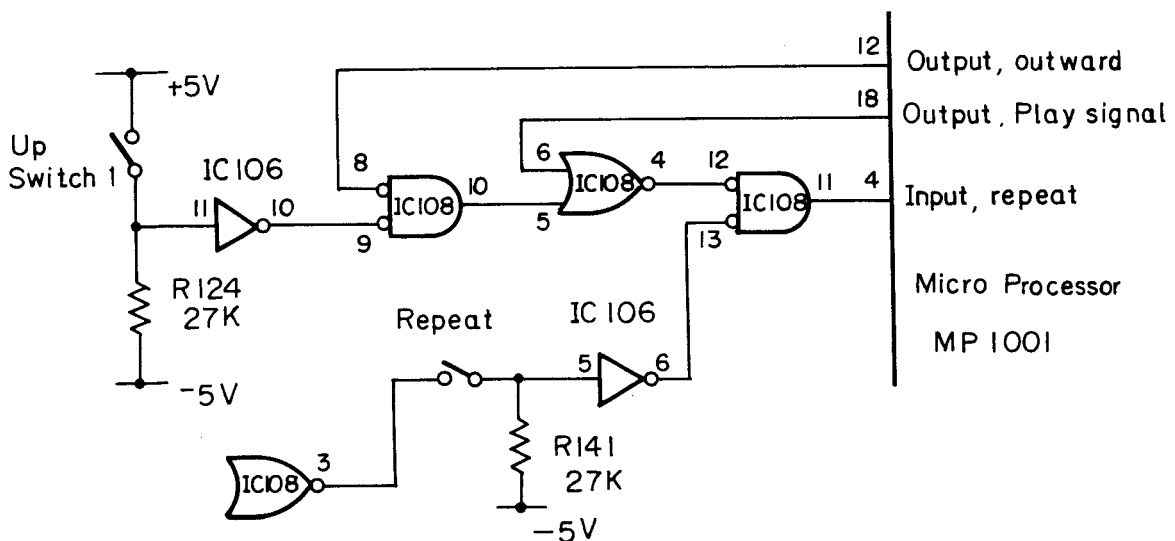 +5V
Up
Switch 1
IC106
11
10
R124
27K
-5V
8
9
IC108
10
6
5
IC108
4
12
13
IC108
11
12
18
4
Output, outward
Output, Play signal
Input, repeat
Micro Processor
MP 1001
Repeat
IC 106
5
6
R141
27K
-5V
IC108
3